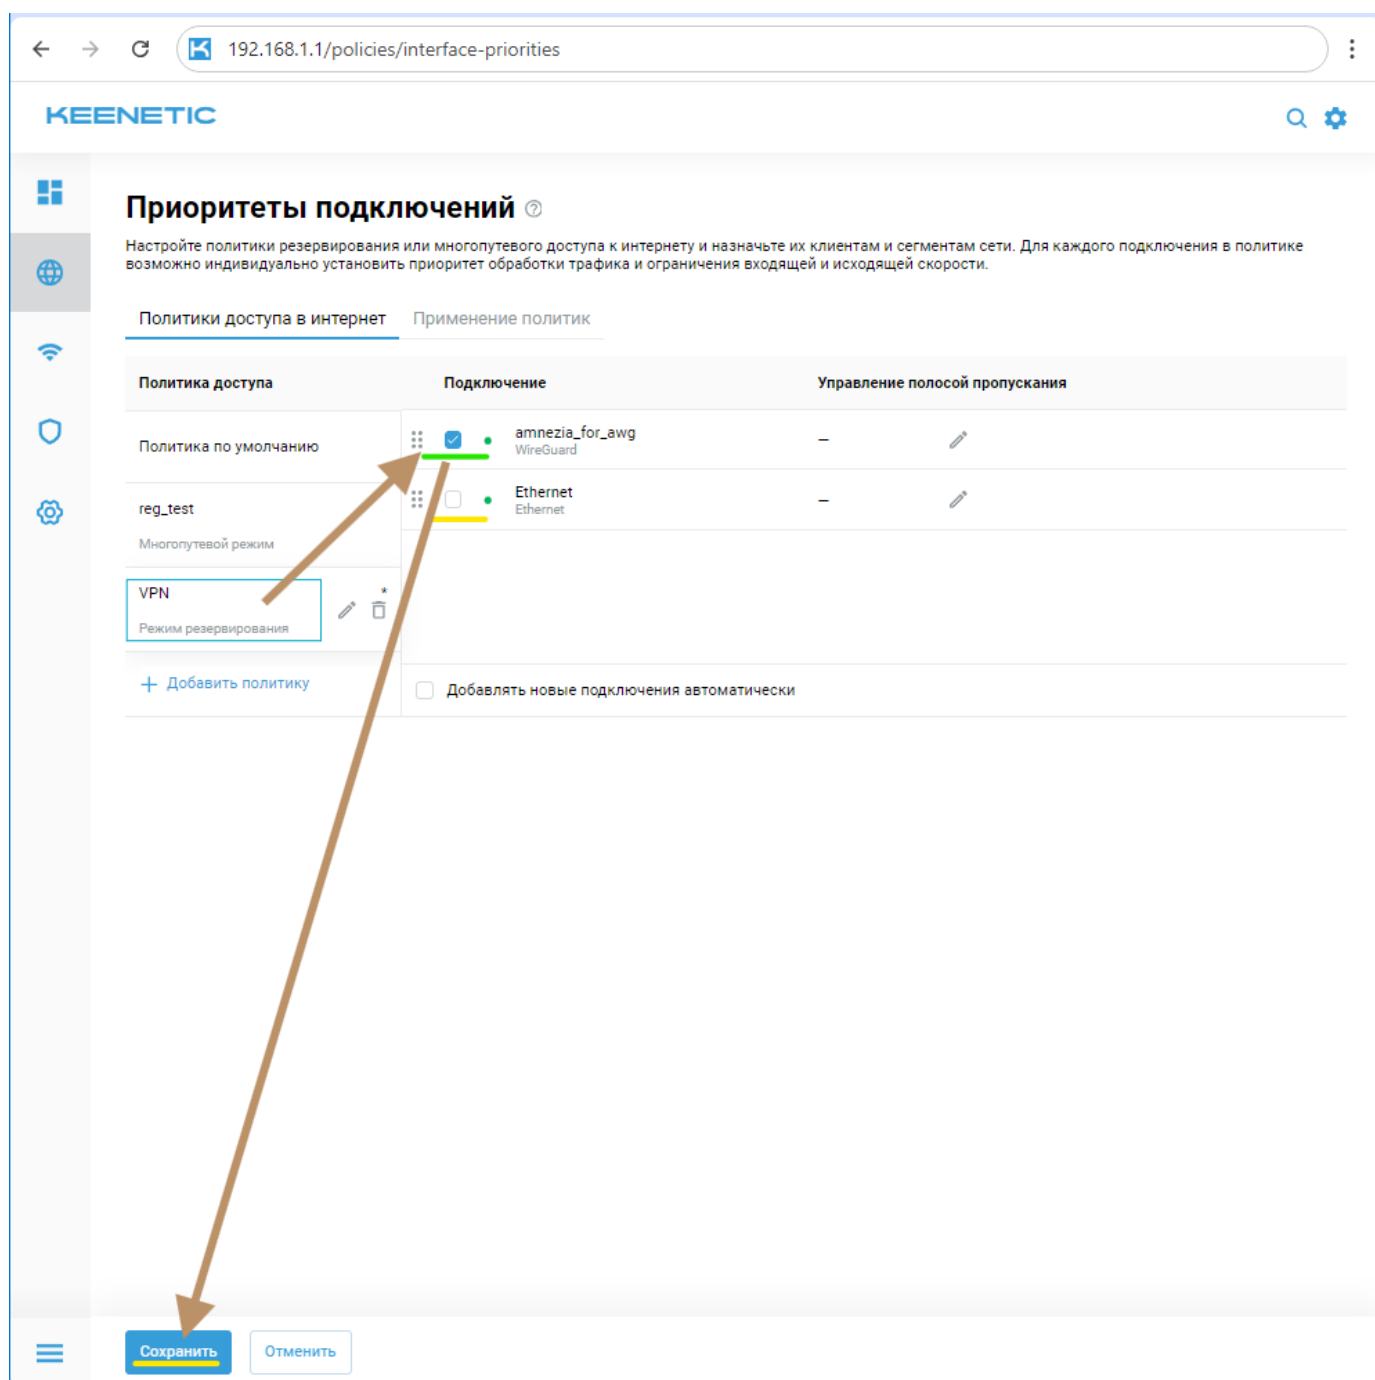 192.168.1.1/policies/interface-priorities
KEENETIC
Приоритеты подключений
Настройте политики резервирования или многопутевого доступа к интернету и назначьте их клиентам и сегментам сети. Для каждого подключения в политике
возможно индивидуально установить приоритет обработки трафика и ограничения входящей и исходящей скорости.
Политики доступа в интернет Применение политик
Политика доступа Подключение Управление полосой пропускания
Политика по умолчанию
amnezia_for_awg
WireGuard
–
reg_test
Многопутевой режим
Ethernet
Ethernet
–
VPN *
Режим резервирования
+ Добавить политику
Добавлять новые подключения автоматически
Сохранить Отменить